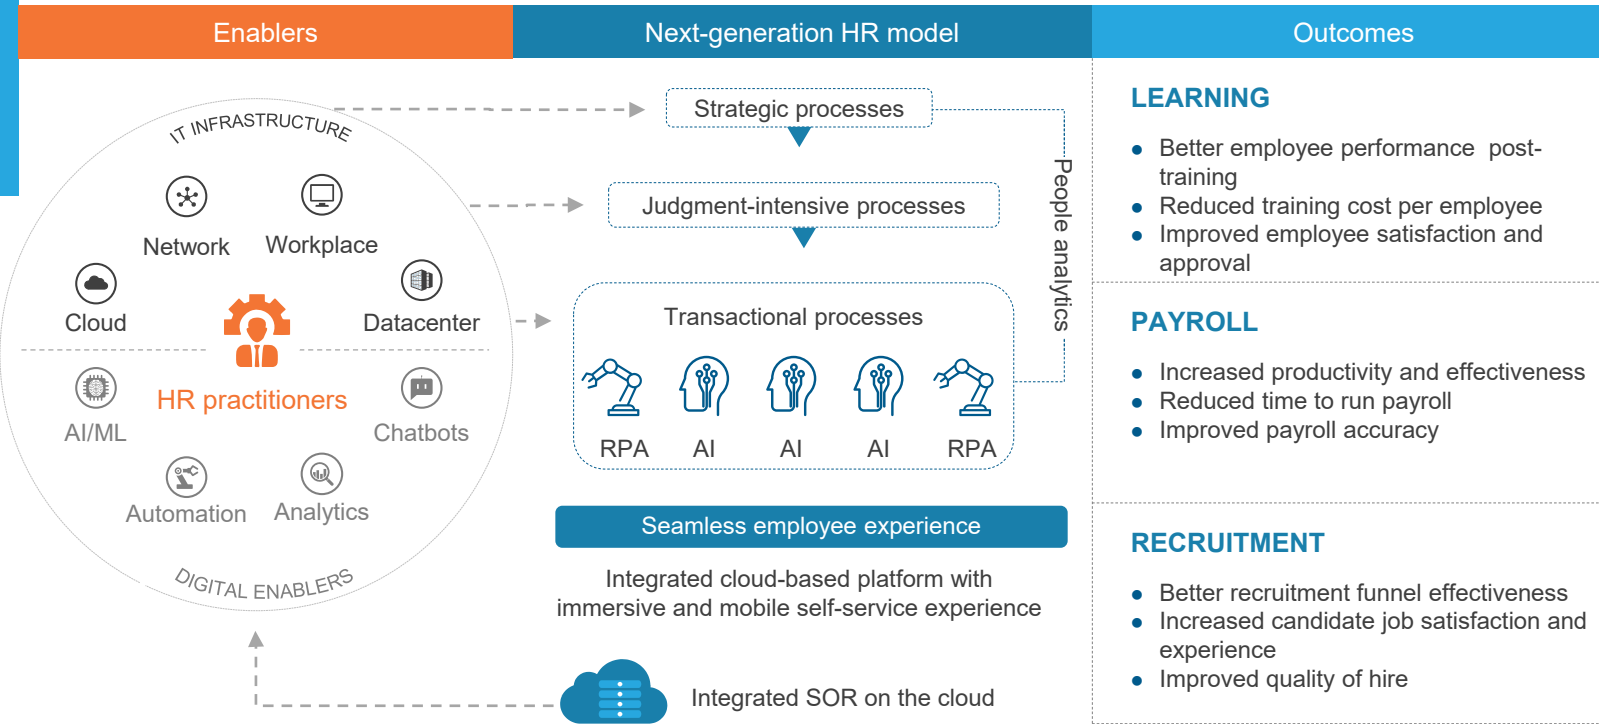 Enablers
Next-generation HR model
Outcomes
IT INFRASTRUCTURE
Network
Workplace
Cloud
Datacenter
HR practitioners
AI/ML
Chatbots
Automation
Analytics
DIGITAL ENABLERS
Strategic processes
Judgment-intensive processes
Transactional processes
RPA
AI
AI
AI
RPA
People analytics
Seamless employee experience
Integrated cloud-based platform with
immersive and mobile self-service experience
Integrated SOR on the cloud
LEARNING
● Better employee performance post-
training
● Reduced training cost per employee
● Improved employee satisfaction and
approval
PAYROLL
● Increased productivity and effectiveness
● Reduced time to run payroll
● Improved payroll accuracy
RECRUITMENT
● Better recruitment funnel effectiveness
● Increased candidate job satisfaction and
experience
● Improved quality of hire